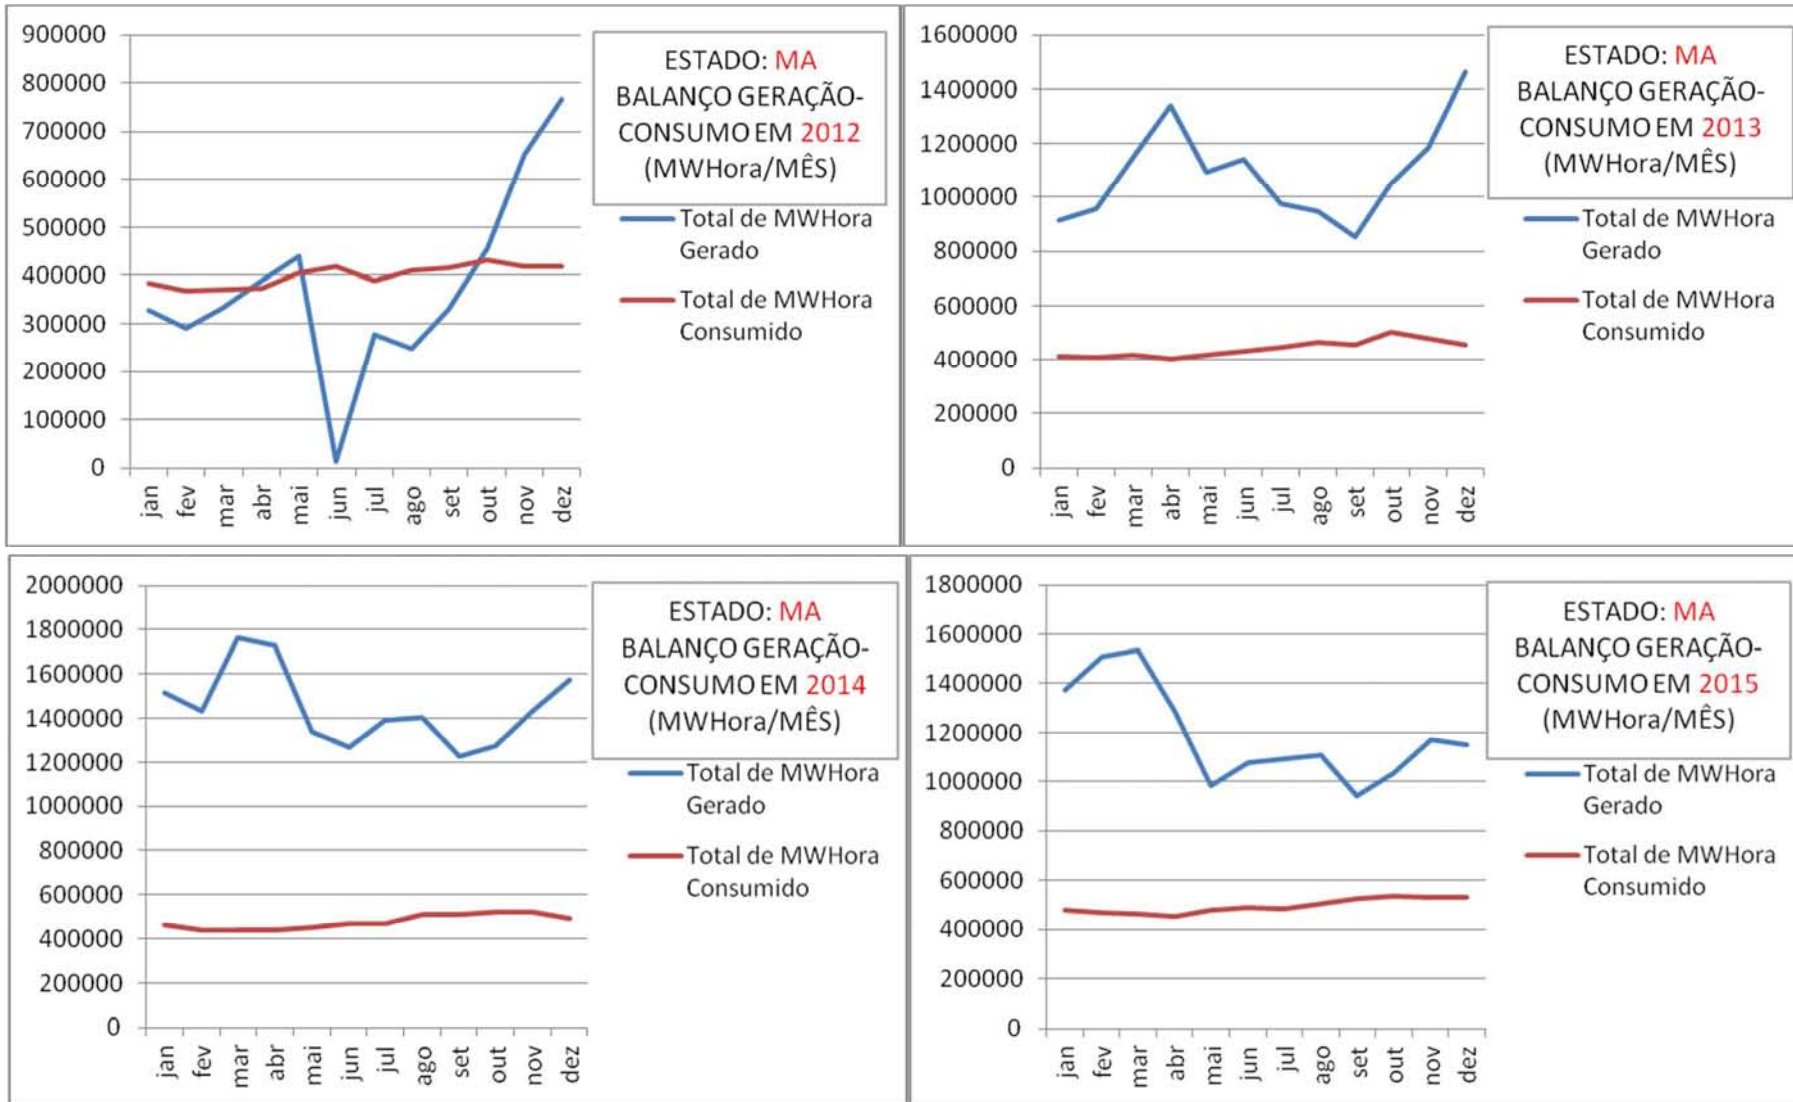 900000
800000
700000
600000
500000
400000
300000
200000
100000
0
jan
fev
mar
abr
mai
jun
jul
ago
set
out
nov
dez
ESTADO: MA
BALANÇO GERAÇÃO-
CONSUMO EM 2012
(MWHora/MÊS)
Total de MWHora
Gerado
Total de MWHora
Consumido
1600000
1400000
1200000
1000000
800000
600000
400000
200000
0
jan
fev
mar
abr
mai
jun
jul
ago
set
out
nov
dez
ESTADO: MA
BALANÇO GERAÇÃO-
CONSUMO EM 2013
(MWHora/MÊS)
Total de MWHora
Gerado
Total de MWHora
Consumido
2000000
1800000
1600000
1400000
1200000
1000000
800000
600000
400000
200000
0
jan
fev
mar
abr
mai
jun
jul
ago
set
out
nov
dez
ESTADO: MA
BALANÇO GERAÇÃO-
CONSUMO EM 2014
(MWHora/MÊS)
Total de MWHora
Gerado
Total de MWHora
Consumido
1800000
1600000
1400000
1200000
1000000
800000
600000
400000
200000
0
jan
fev
mar
abr
mai
jun
jul
ago
set
out
nov
dez
ESTADO: MA
BALANÇO GERAÇÃO-
CONSUMO EM 2015
(MWHora/MÊS)
Total de MWHora
Gerado
Total de MWHora
Consumido